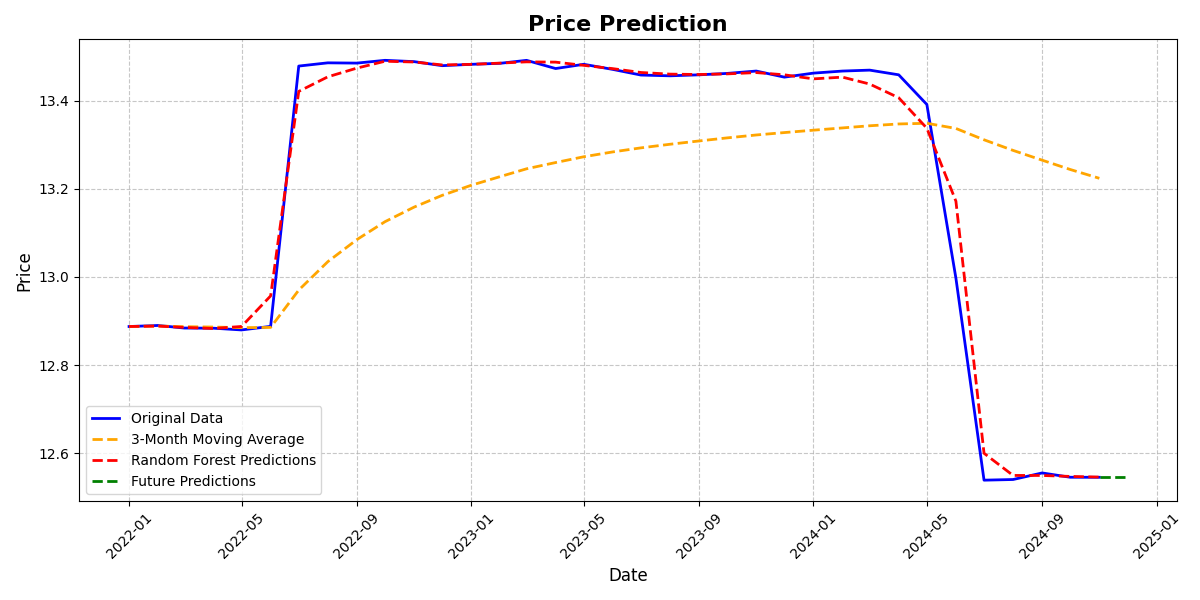 Price Prediction
Price
13.4
13.2
13.0
12.8
12.6
Original Data
3-Month Moving Average
Random Forest Predictions
Future Predictions
2022-01
2022-05
2022-09
2023-01
2023-05
2023-09
2024-01
2024-05
2024-09
2025-01
Date